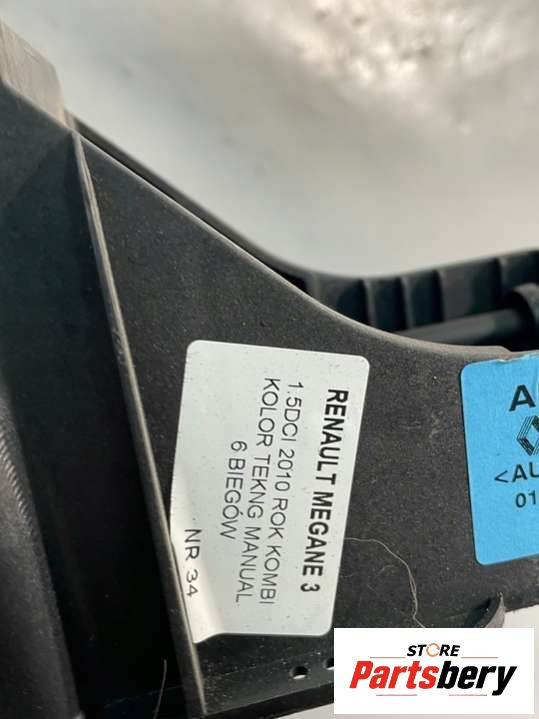 RENAULT MEGANE 3
1.5DCI 2010 ROK KOMBI
KOLOR TEKNG MANUAL
6 BIEGÓW
NR 34
A
<AU
01
STORE
Partsbery